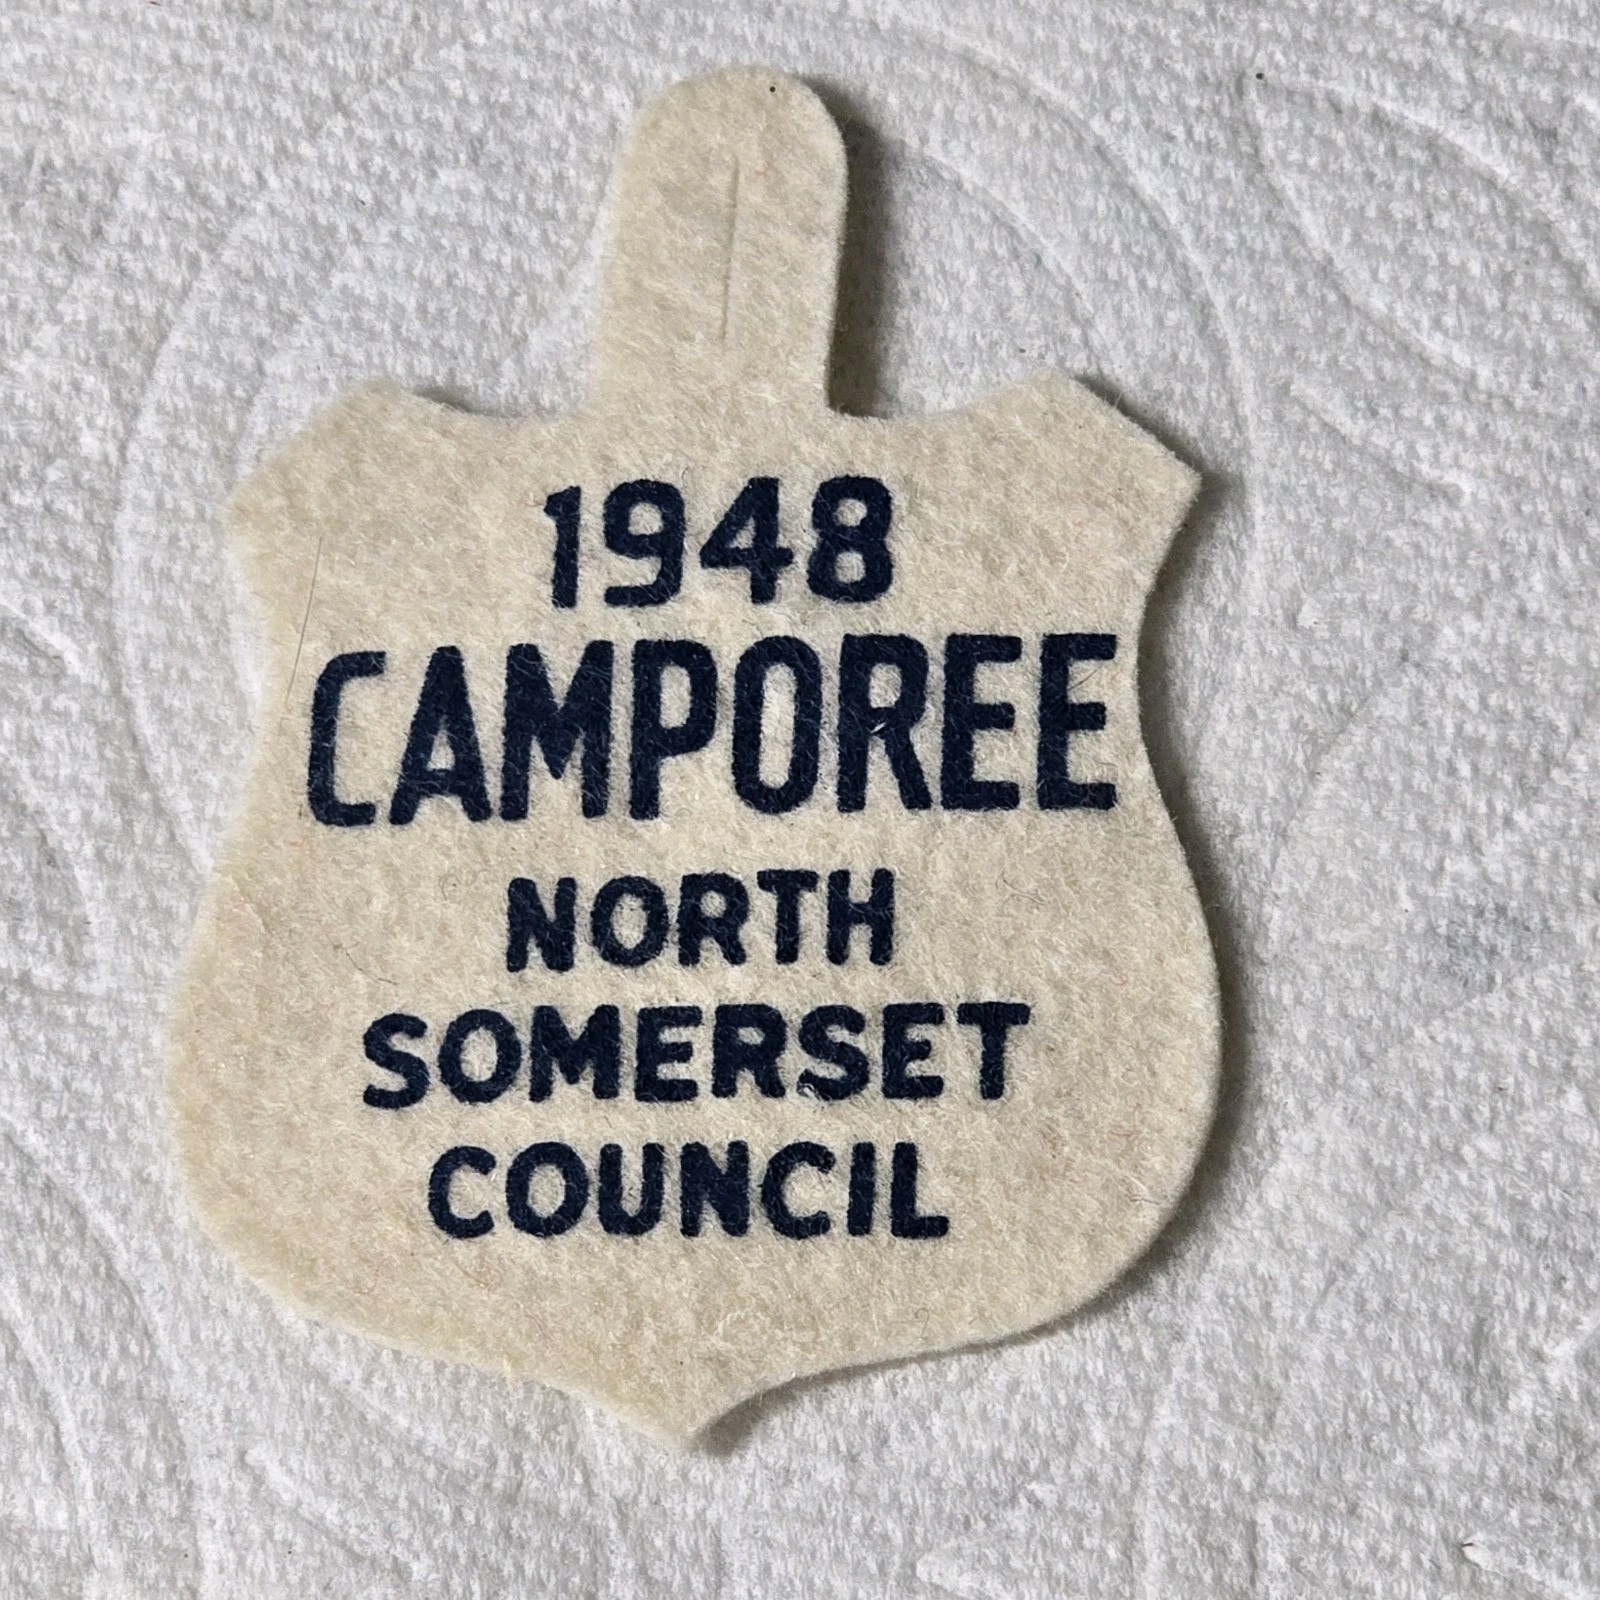 1948
CAMPOREE
NORTH
SOMERSET
COUNCIL